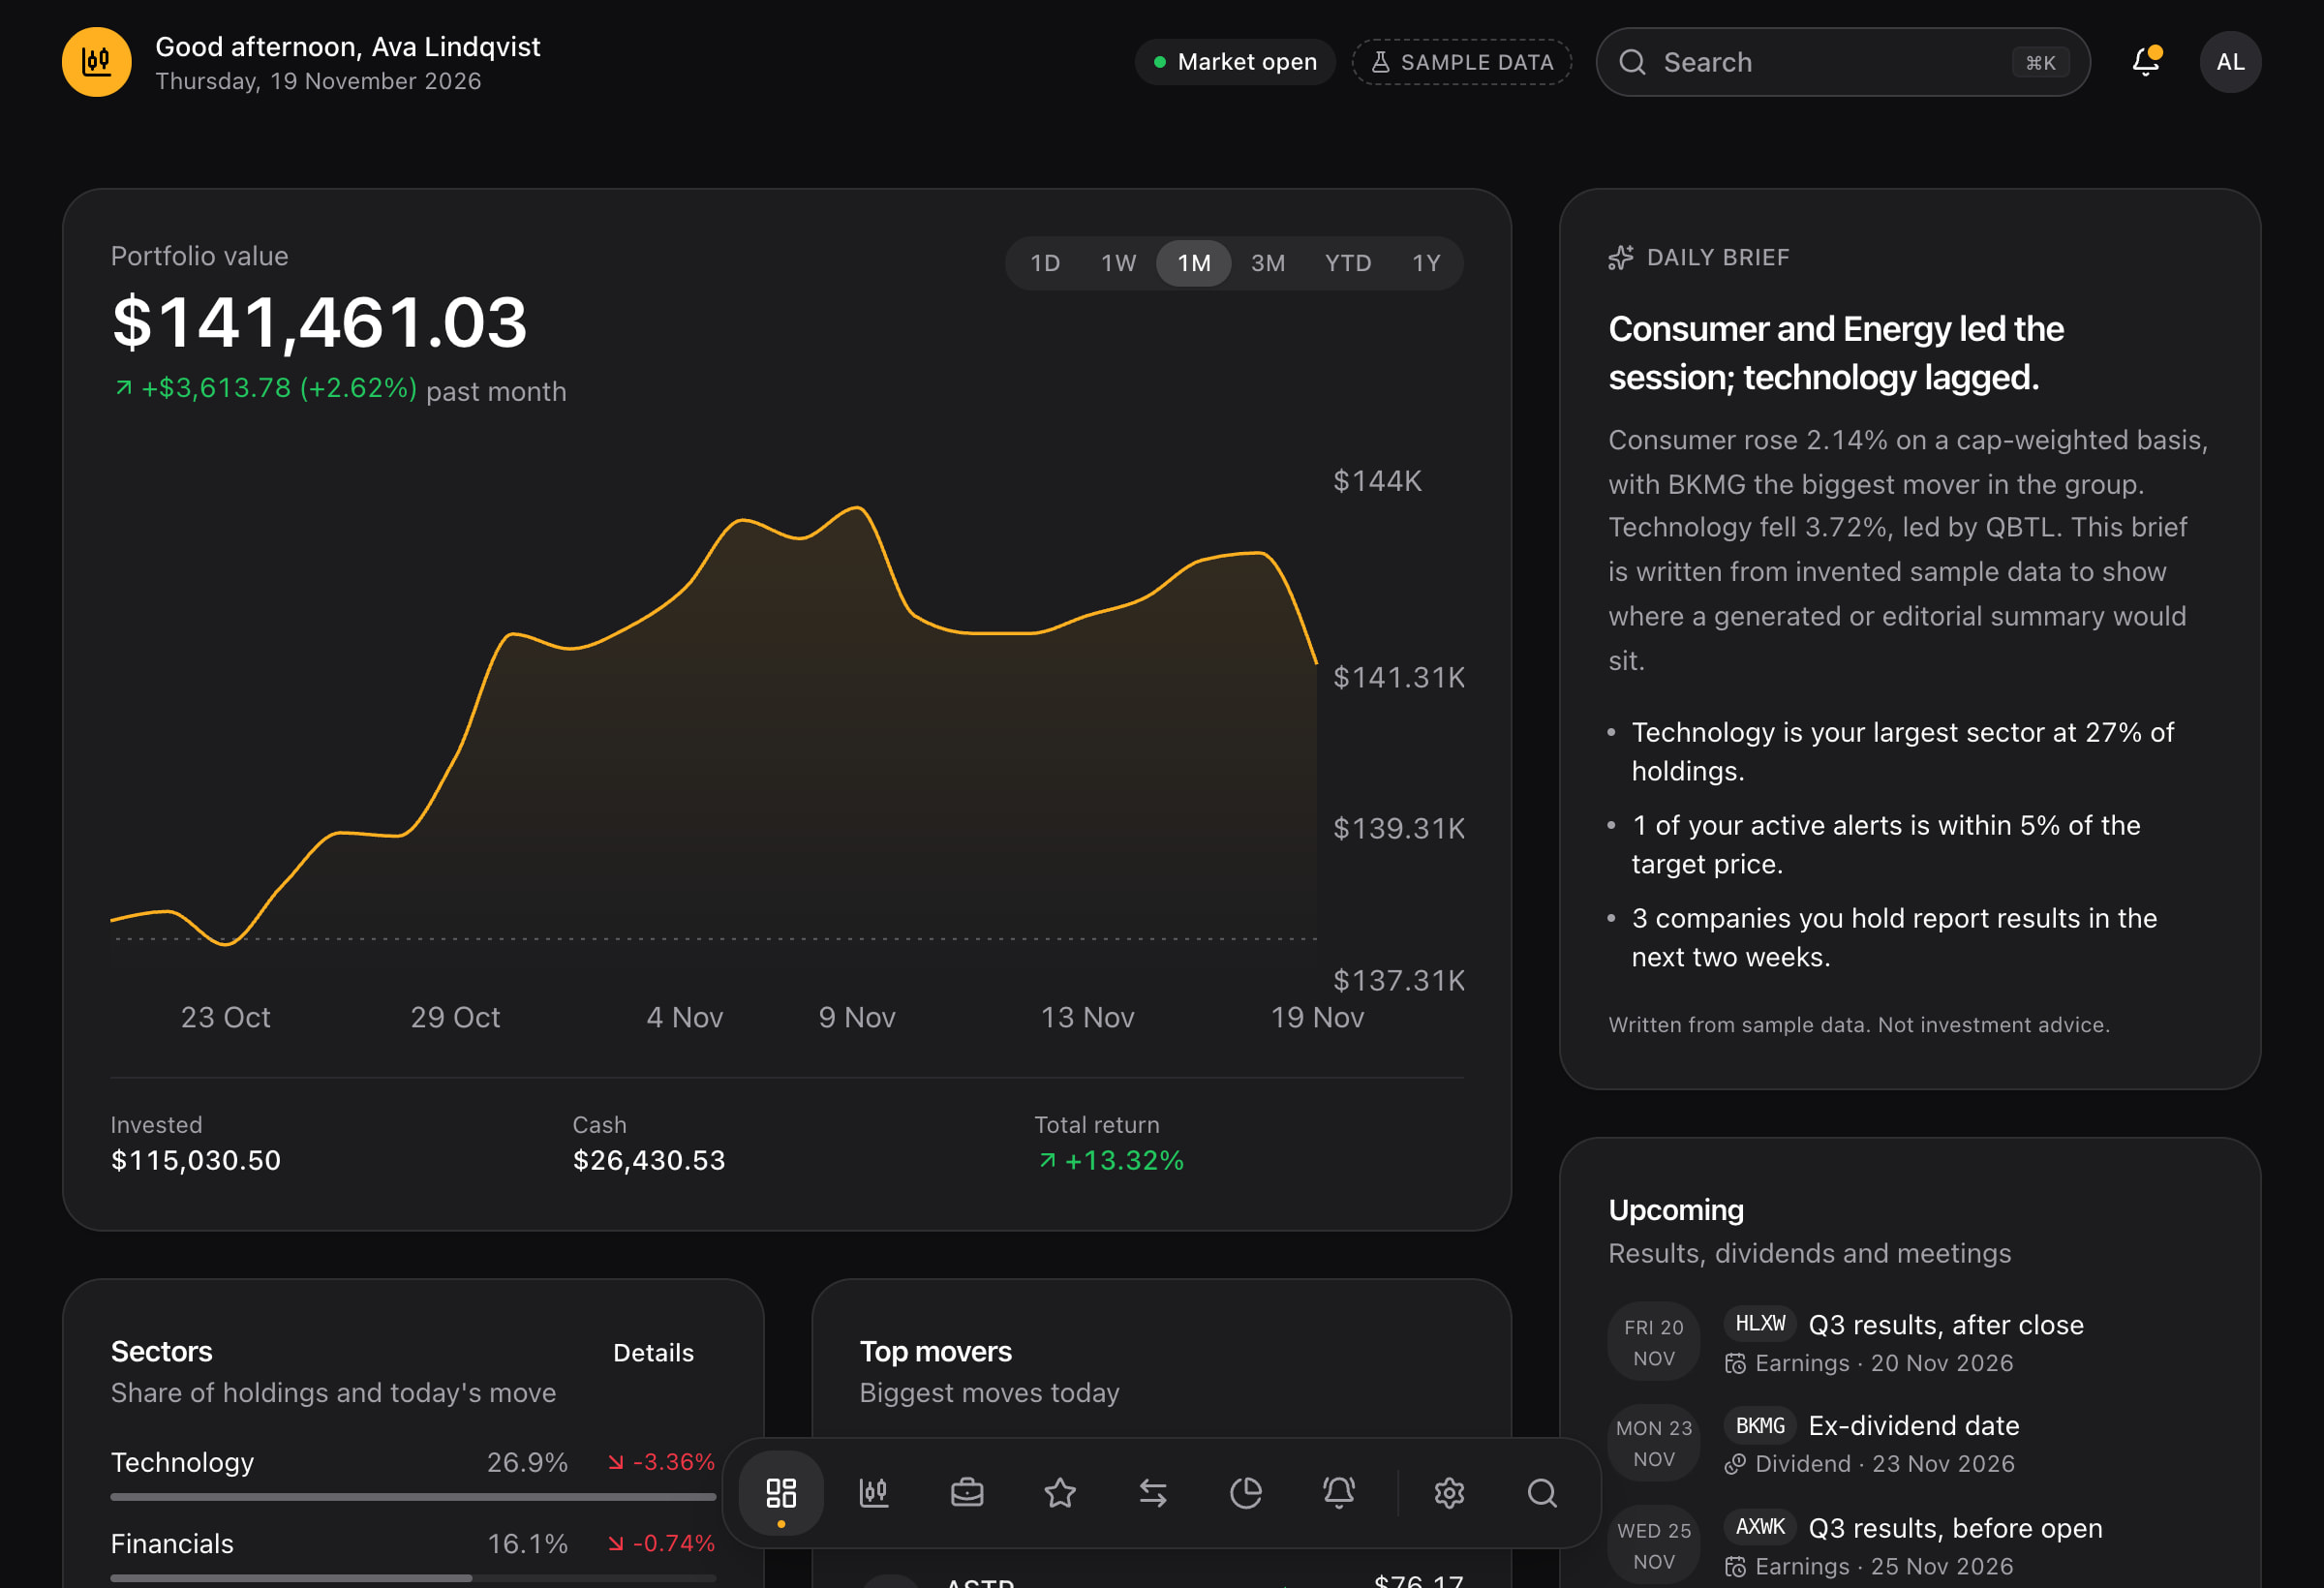 Good afternoon, Ava Lindqvist
Thursday, 19 November 2026
Market open
SAMPLE DATA
Search
⌘K
AL
Portfolio value
$141,461.03
+$3,613.78 (+2.62%) past month
1D 1W 1M 3M YTD 1Y
$144K
$141.31K
$139.31K
$137.31K
23 Oct 29 Oct 4 Nov 9 Nov 13 Nov 19 Nov
Invested
$115,030.50
Cash
$26,430.53
Total return
+13.32%
DAILY BRIEF
Consumer and Energy led the
session; technology lagged.
Consumer rose 2.14% on a cap-weighted basis,
with BKMG the biggest mover in the group.
Technology fell 3.72%, led by QBTL. This brief
is written from invented sample data to show
where a generated or editorial summary would
sit.
• Technology is your largest sector at 27% of
holdings.
• 1 of your active alerts is within 5% of the
target price.
• 3 companies you hold report results in the
next two weeks.
Written from sample data. Not investment advice.
Sectors
Details
Share of holdings and today's move
Technology 26.9% -3.36%
Financials 16.1% -0.74%
Top movers
Biggest moves today
$76.17
Upcoming
Results, dividends and meetings
FRI 20
NOV
HLXW Q3 results, after close
Earnings · 20 Nov 2026
MON 23
NOV
BKMG Ex-dividend date
Dividend · 23 Nov 2026
WED 25
NOV
AXWK Q3 results, before open
Earnings · 25 Nov 2026